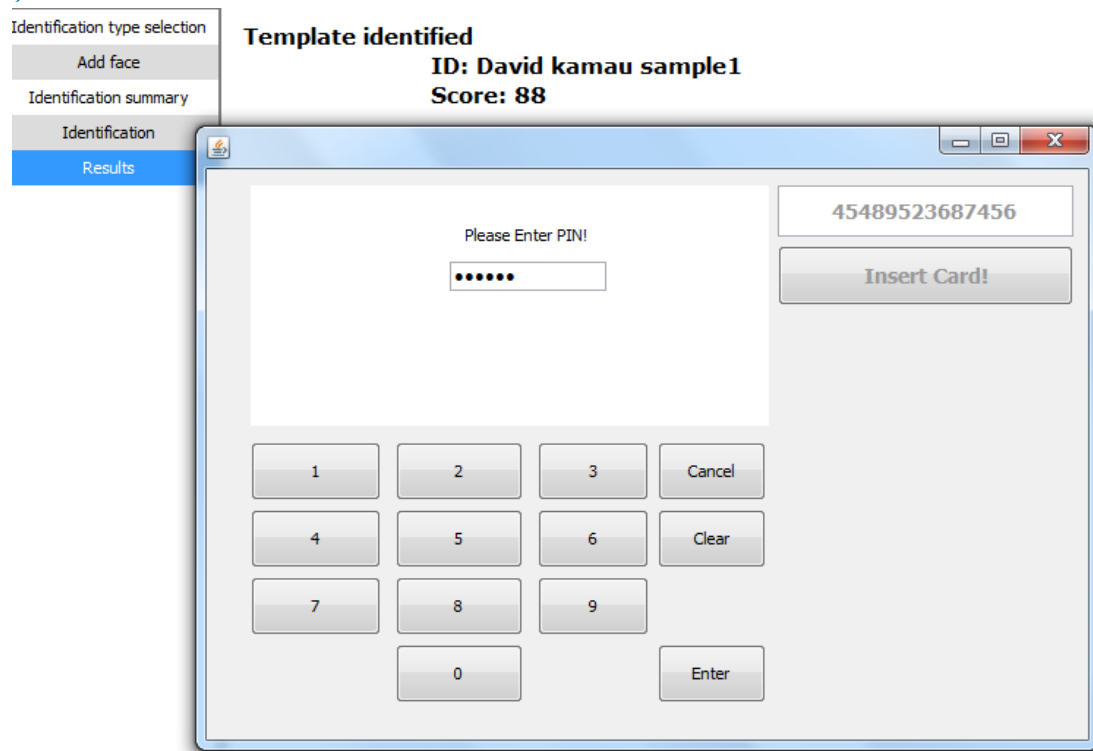 Identification type selection
Add face
Identification summary
Identification
Results
Template identified
ID: David kamau sample1
Score: 88
Please Enter PIN!
••••••
45489523687456
Insert Card!
1 2 3 Cancel
4 5 6 Clear
7 8 9
0 Enter